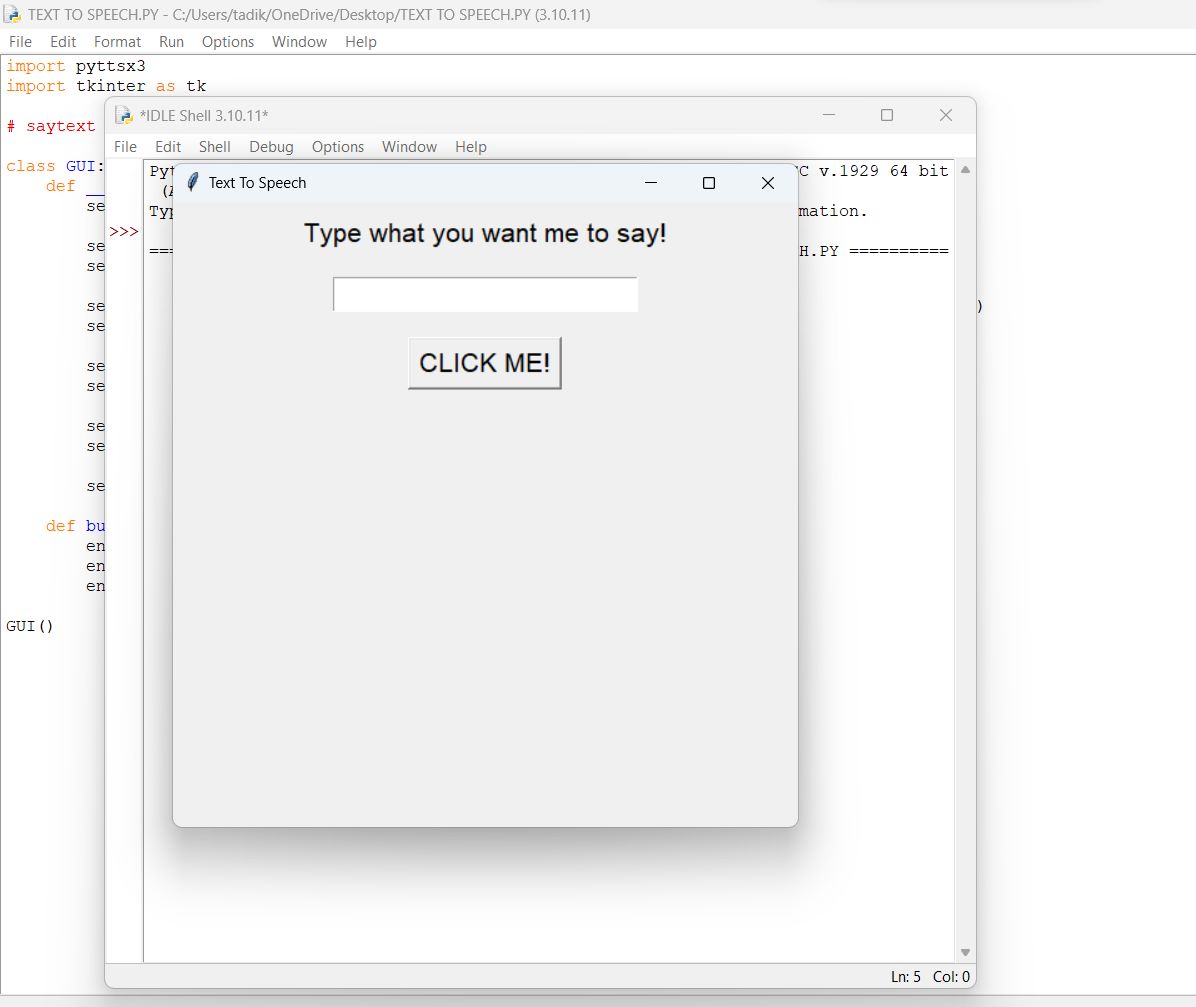 TEXT TO SPEECH.PY - C:/Users/tadik/OneDrive/Desktop/TEXT TO SPEECH.PY (3.10.11)
File Edit Format Run Options Window Help
import pyttsx3
import tkinter as tk
# saytext
class GUI:
def __
se
se
se
se
se
se
se
se
se
se
def bu
en
en
en
GUI()
)
*IDLE Shell 3.10.11*
File Edit Shell Debug Options Window Help
Pyt C v.1929 64 bit
(A
Typ mation.
>>>
=== H.PY ==========
Ln: 5 Col: 0
Text To Speech
Type what you want me to say!
CLICK ME!